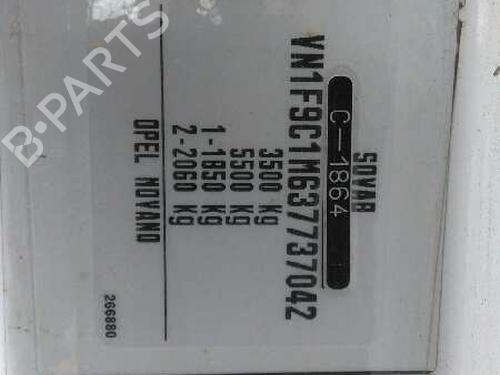 SOVAB
C-1864
VN1F9C1M637737042
3500 Kg
5500 Kg
1-1850 Kg
2-2060 Kg
OPEL MOVANO
266880
B-PARTS